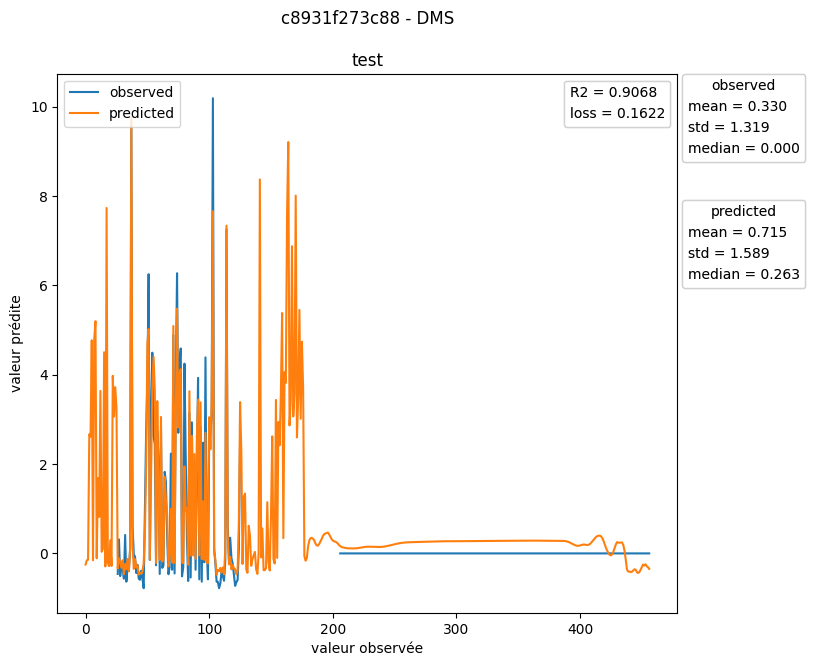 c8931f273c88 - DMS
test
observed
predicted
R2 = 0.9068
loss = 0.1622
observed
mean = 0.330
std = 1.319
median = 0.000
predicted
mean = 0.715
std = 1.589
median = 0.263
valeur prédite
10
8
6
4
2
0
0 100 200 300 400
valeur observée